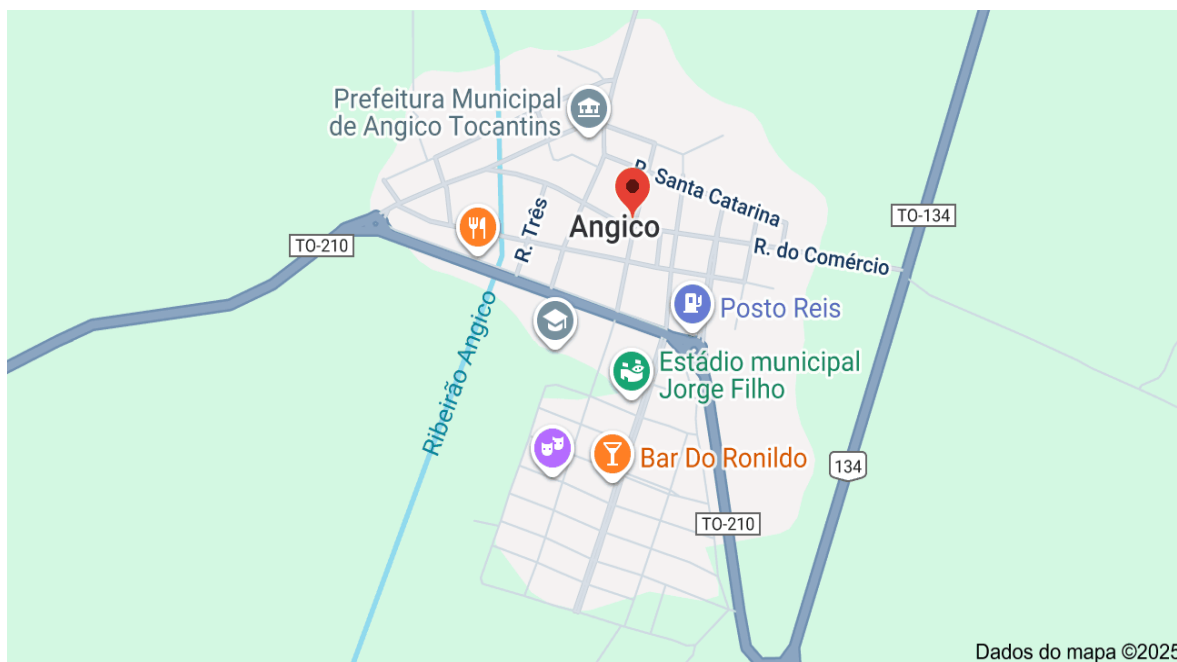 Prefeitura Municipal
de Angico Tocantins
R. Santa Catarina
R. Três
Angico
TO-134
TO-210
R. do Comércio
Ribeirão Angico
Posto Reis
Estádio municipal
Jorge Filho
Bar Do Ronildo
134
TO-210
Dados do mapa ©2025